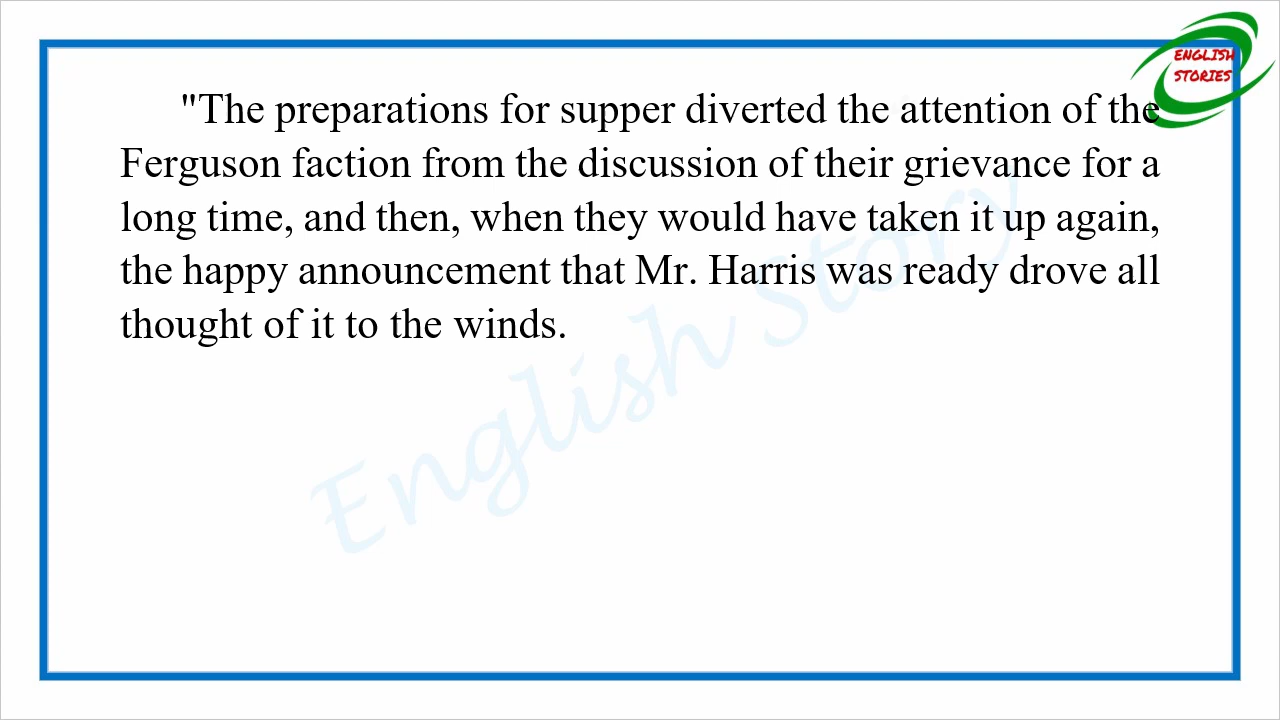 ENGLISH
STORIES
"The preparations for supper diverted the attention of the
Ferguson faction from the discussion of their grievance for a
long time, and then, when they would have taken it up again,
the happy announcement that Mr. Harris was ready drove all
thought of it to the winds.
English Story